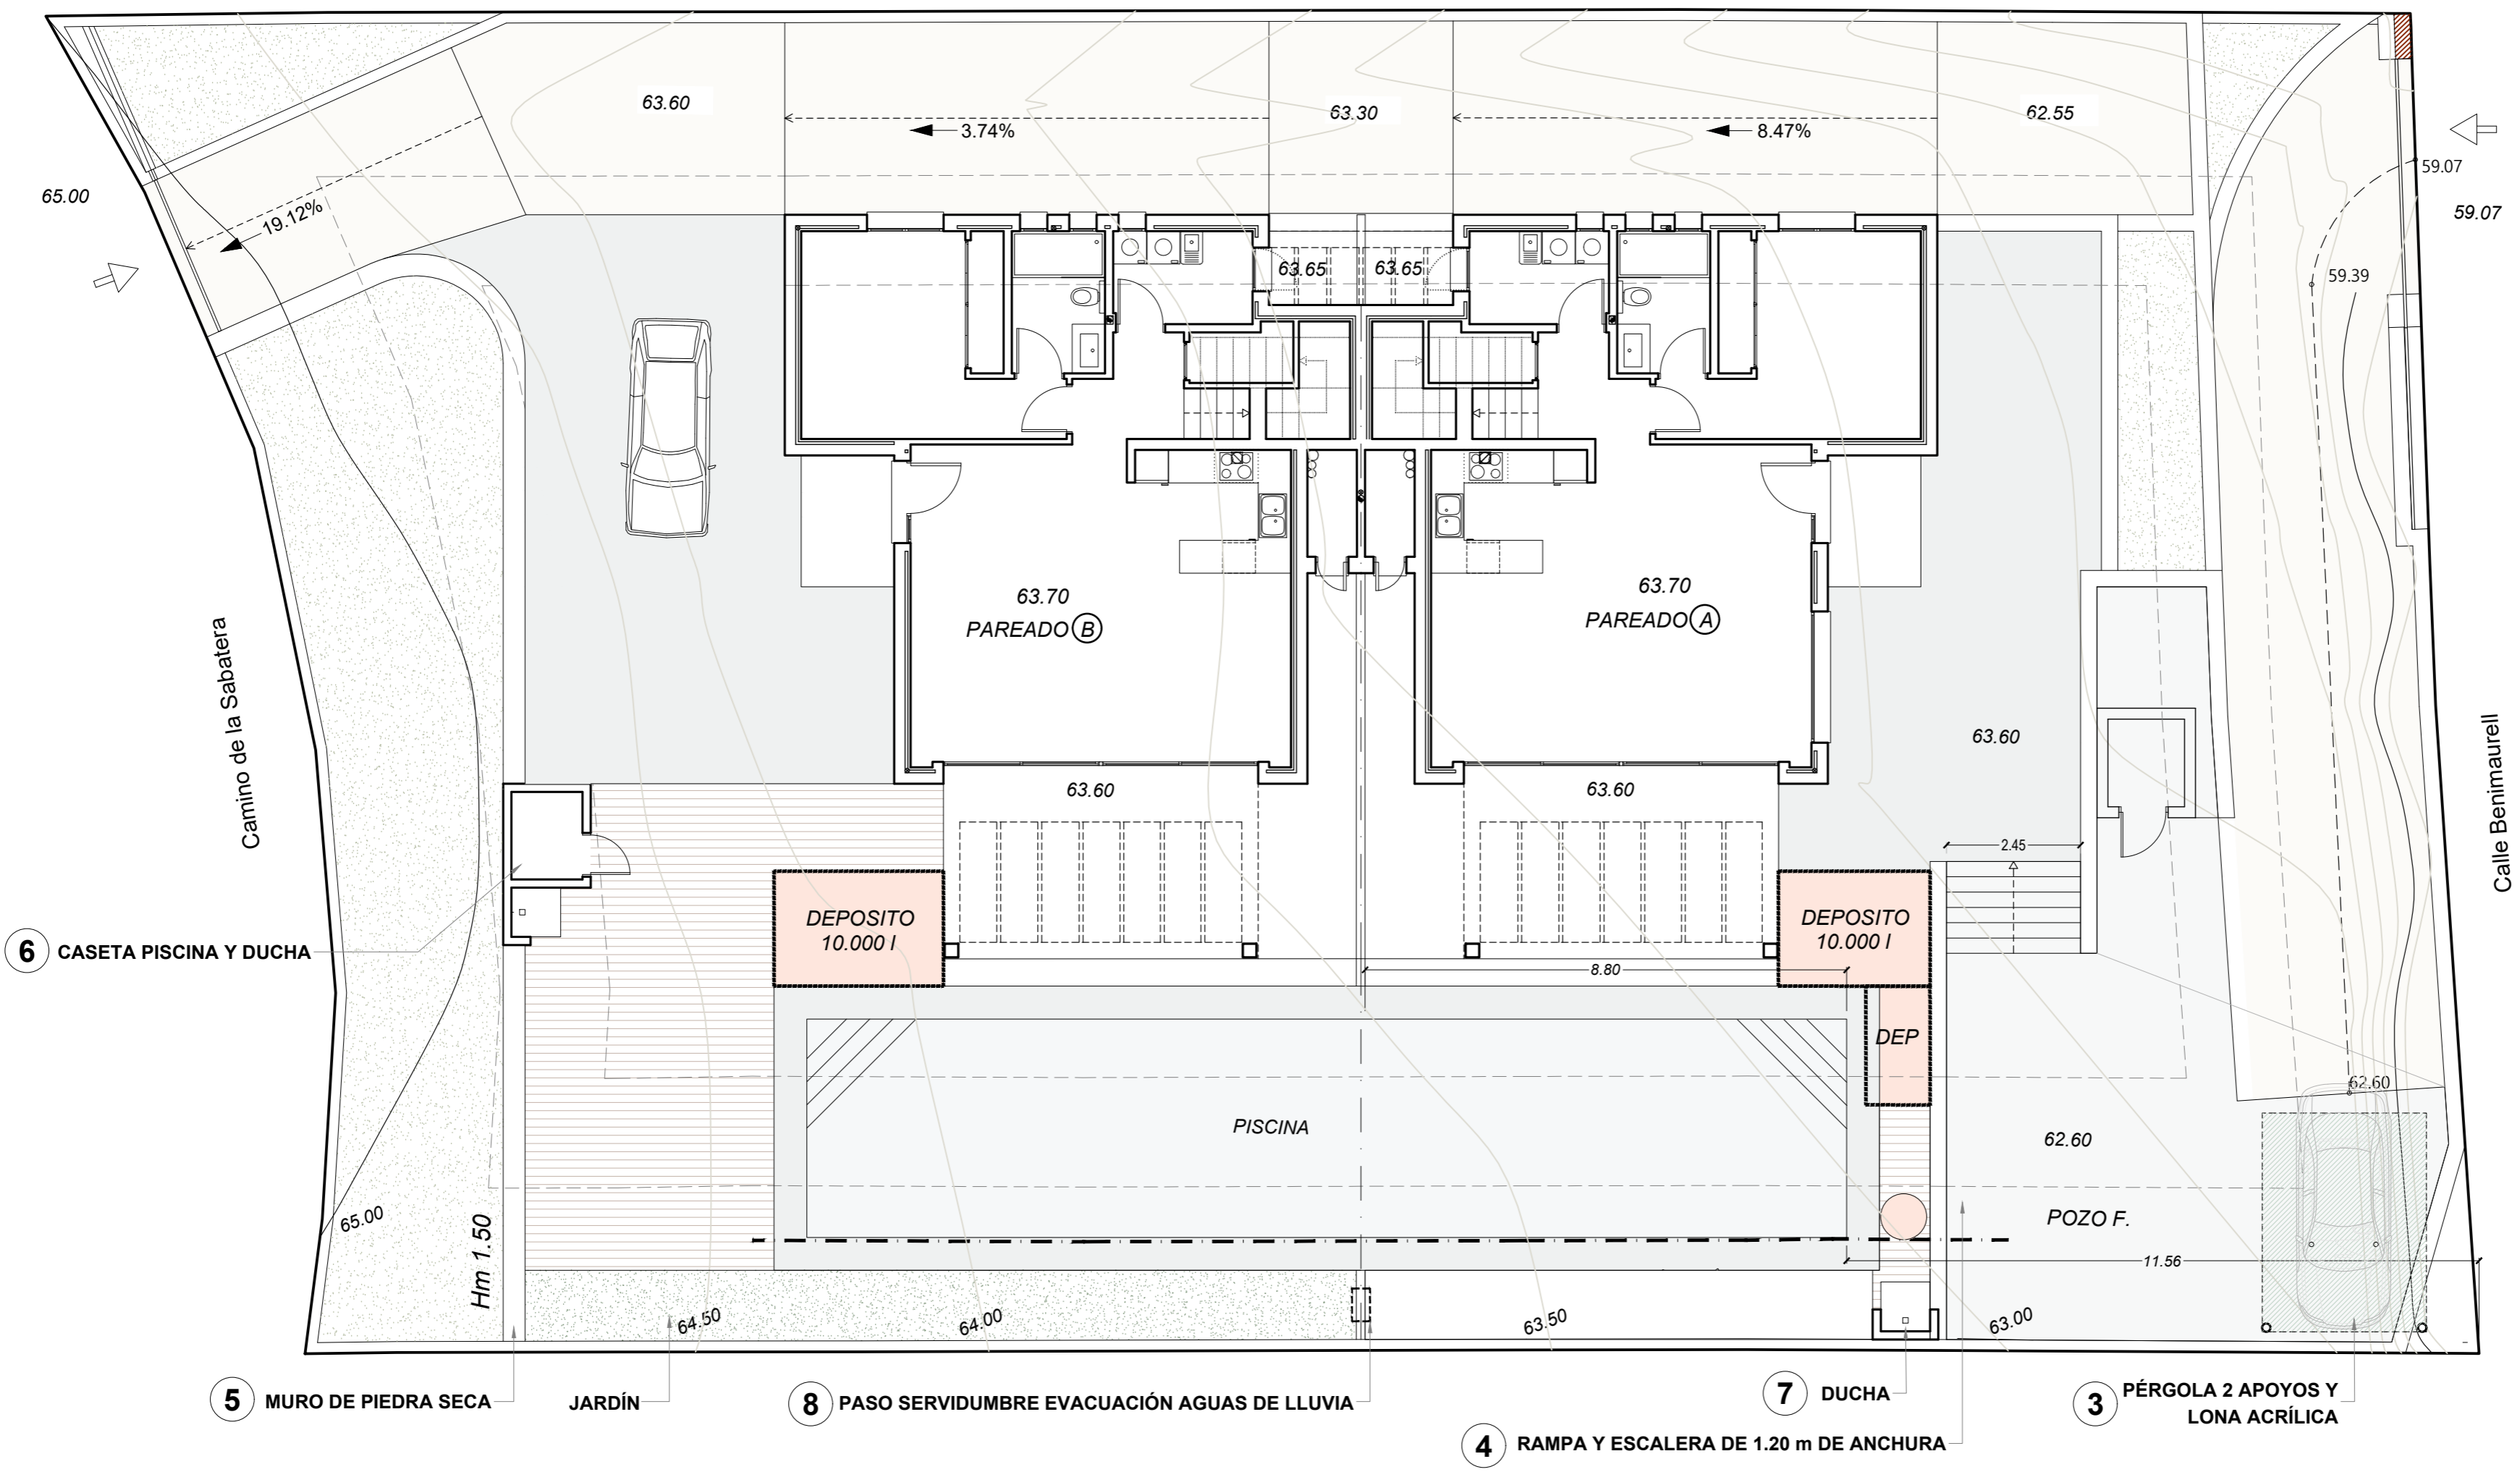 63.60
3.74%
63.30
8.47%
62.55
59.07
59.07
65.00
19.12%
59.39
63.65
63.65
63.70
PAREADO B
63.70
PAREADO A
Camino de la Sabatera
Calle Benimaurell
63.60
63.60
63.60
2.45
DEPOSITO
10.000 l
DEPOSITO
10.000 l
8.80
6 CASETA PISCINA Y DUCHA
DEP
62.60
PISCINA
62.60
POZO F.
65.00
Hm 1.50
11.56
64.50
64.00
63.50
63.00
5 MURO DE PIEDRA SECA
JARDÍN
8 PASO SERVIDUMBRE EVACUACIÓN AGUAS DE LLUVIA
7 DUCHA
3 PÉRGOLA 2 APOYOS Y
LONA ACRÍLICA
4 RAMPA Y ESCALERA DE 1.20 m DE ANCHURA